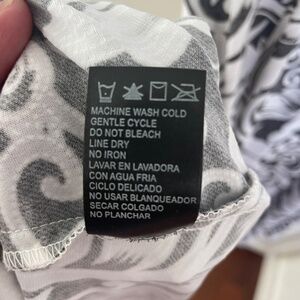 MACHINE WASH COLD
GENTLE CYCLE
DO NOT BLEACH
LINE DRY
NO IRON
LAVAR EN LAVADORA
CON AGUA FRIA
CICLO DELICADO
NO USAR BLANQUEADOR
SECAR COLGADO
NO PLANCHAR